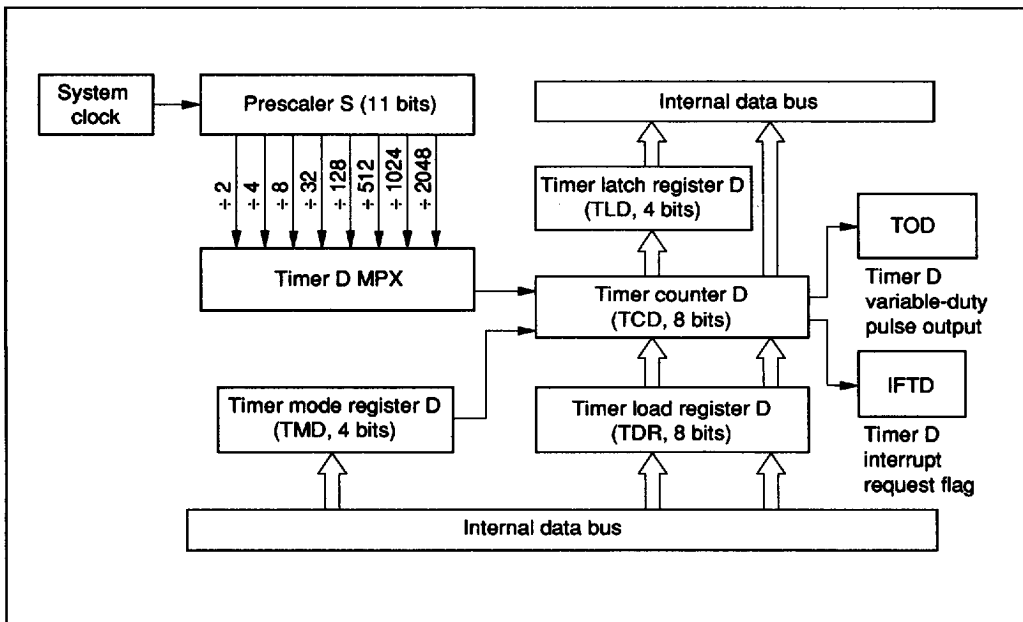 System
clock
Prescaler S (11 bits)
Internal data bus
÷ 2
÷ 4
÷ 8
÷ 32
÷ 128
÷ 512
÷ 1024
÷ 2048
Timer latch register D
(TLD, 4 bits)
TOD
Timer D
variable-duty
pulse output
Timer D MPX
Timer counter D
(TCD, 8 bits)
IFTD
Timer D
interrupt
request flag
Timer mode register D
(TMD, 4 bits)
Timer load register D
(TDR, 8 bits)
Internal data bus